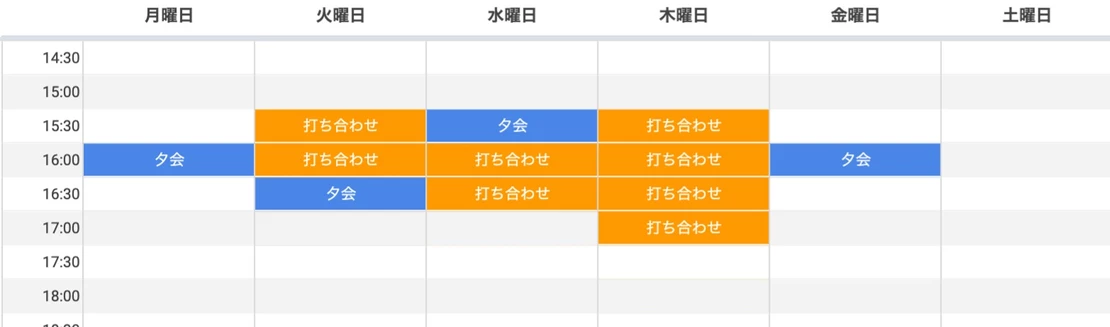 月曜日 火曜日 水曜日 木曜日 金曜日 土曜日
14:30
15:00
15:30 打ち合わせ 夕会 打ち合わせ
16:00 夕会 打ち合わせ 打ち合わせ 打ち合わせ 夕会
16:30 夕会 打ち合わせ 打ち合わせ
17:00 打ち合わせ
17:30
18:00